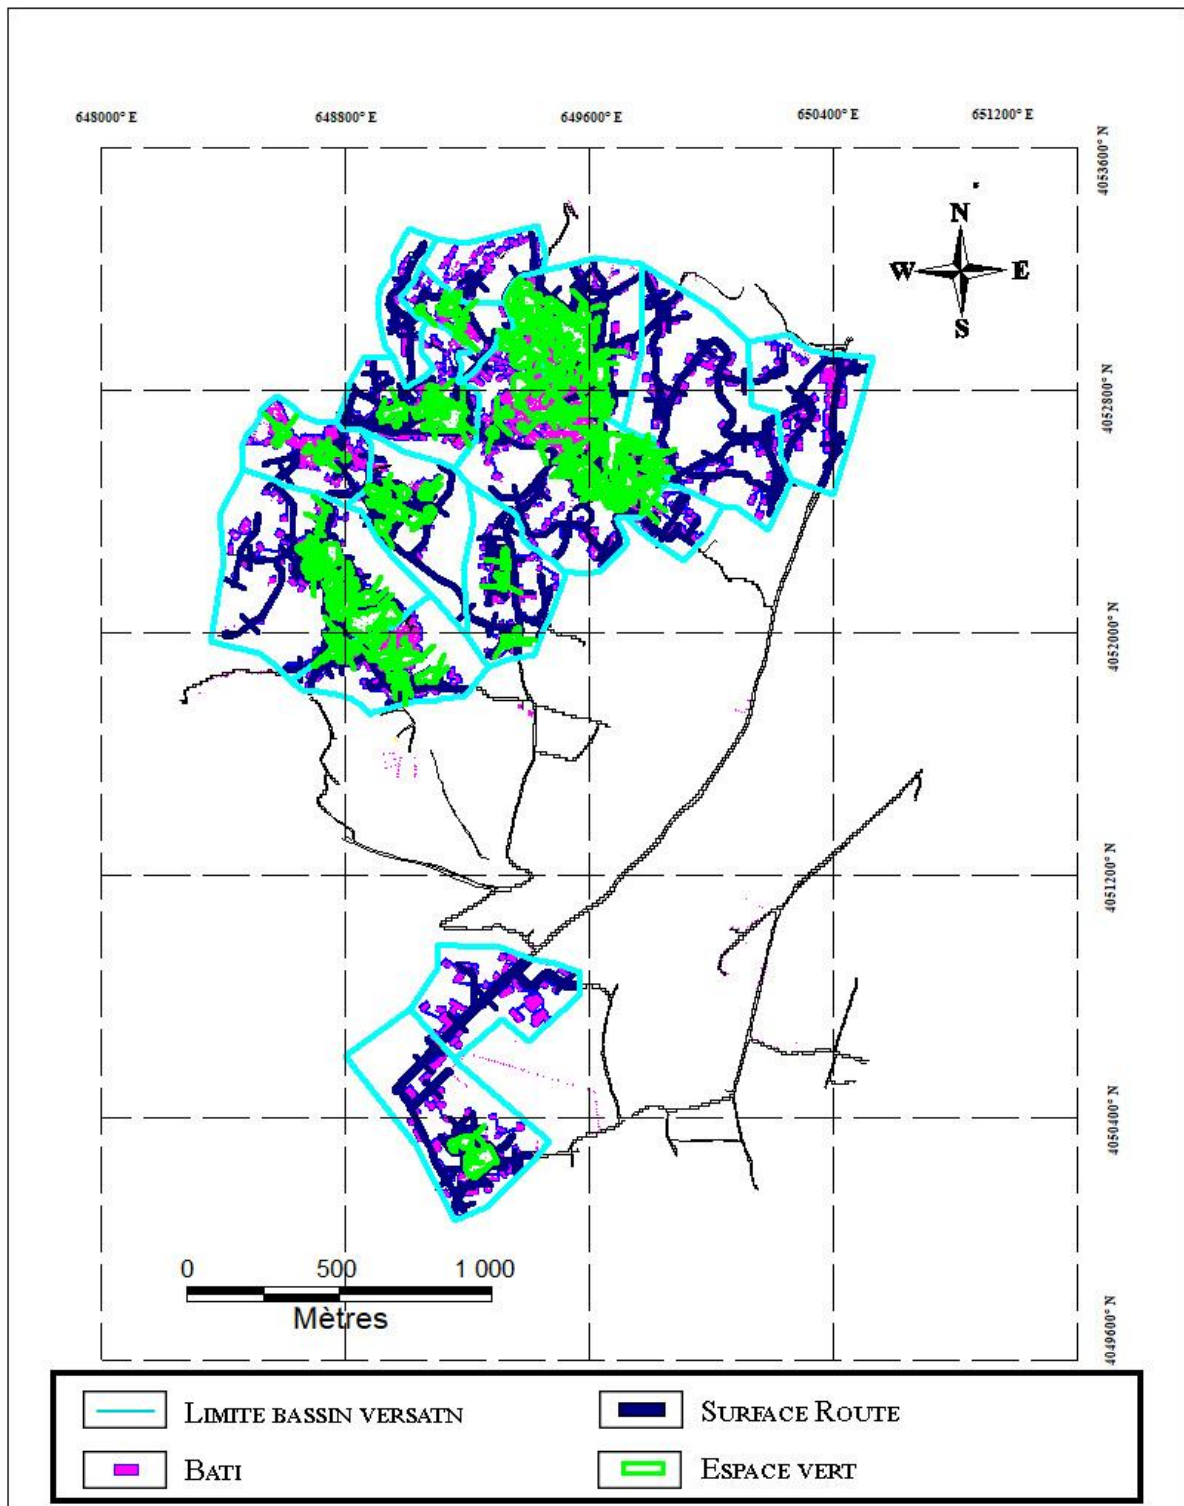 648000° E 648800° E 649600° E 650400° E 651200° E
4053600° N
N
W E
S
4052800° N
4052000° N
4051200° N
4050400° N
0 500 1 000
Mètres
4049600° N
LIMITE BASSIN VERSATN SURFACE ROUTE
BATI ESPACE VERT